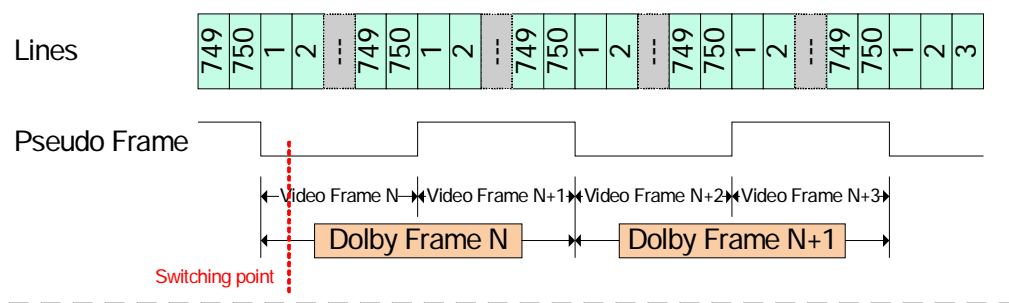 Lines 749 750 1 2 --- 749 750 1 2 --- 749 750 1 2 --- 749 750 1 2 --- 749 750 1 2 3
Pseudo Frame
Video Frame N Video Frame N+1 Video Frame N+2 Video Frame N+3
Dolby Frame N Dolby Frame N+1
Switching point